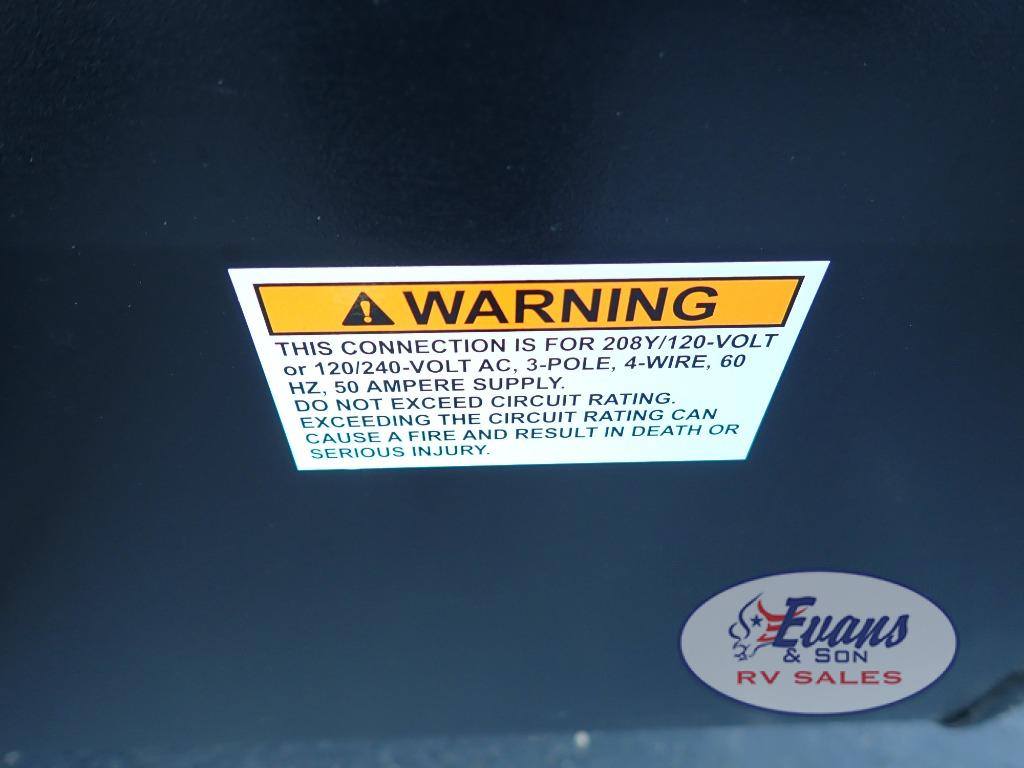 WARNING
THIS CONNECTION IS FOR 208Y/120-VOLT
or 120/240-VOLT AC, 3-POLE, 4-WIRE, 60
HZ, 50 AMPERE SUPPLY.
DO NOT EXCEED CIRCUIT RATING.
EXCEEDING THE CIRCUIT RATING CAN
CAUSE A FIRE AND RESULT IN DEATH OR
SERIOUS INJURY.
Evans
& SON
RV SALES